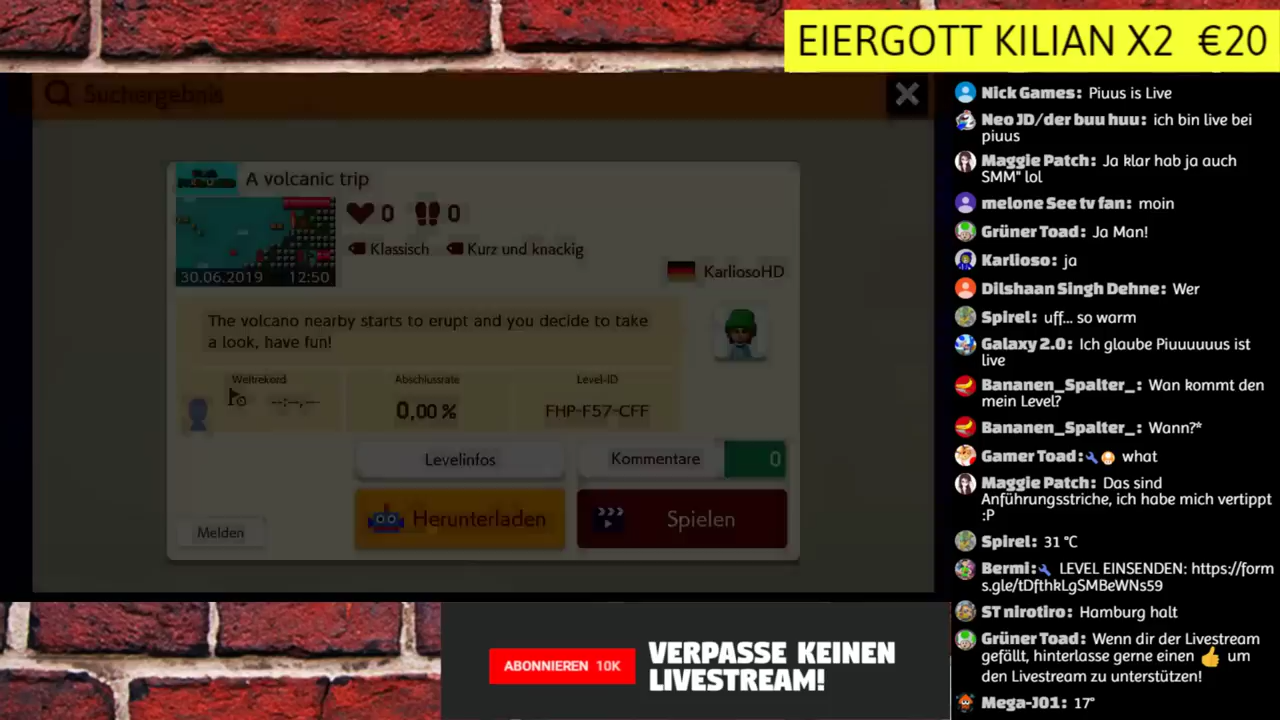 EIERGOTT KILIAN X2 €20
Suchergebnis
A volcanic trip
0 0
Klassisch Kurz und knackig
30.06.2019 12:50
KarliosoHD
The volcano nearby starts to erupt and you decide to take
a look, have fun!
Weltrekord
--:--,---
Abschlussrate
0,00 %
Level-ID
FHP-F57-CFF
Levelinfos
Kommentare 0
Melden
Herunterladen
Spielen
ABONNIEREN 10K
VERPASSE KEINEN
LIVESTREAM!
Nick Games: Piuus is Live
Neo JD/der buu huu: ich bin live bei
piuus
Maggie Patch: Ja klar hab ja auch
SMM" lol
melone See tv fan: moin
Grüner Toad: Ja Man!
Karlioso: ja
Dilshaan Singh Dehne: Wer
Spirel: uff... so warm
Galaxy 2.0: Ich glaube Piuuuuuus ist
live
Bananen_Spalter_: Wan kommt den
mein Level?
Bananen_Spalter_: Wann?*
Gamer Toad: what
Maggie Patch: Das sind
Anführungsstriche, ich habe mich vertippt
:P
Spirel: 31 °C
Bermi: LEVEL EINSENDEN: https://form
s.gle/tDfthkLgSMBeWNs59
ST nirotiro: Hamburg halt
Grüner Toad: Wenn dir der Livestream
gefällt, hinterlasse gerne einen 👍 um
den Livestream zu unterstützen!
Mega-J01: 17°